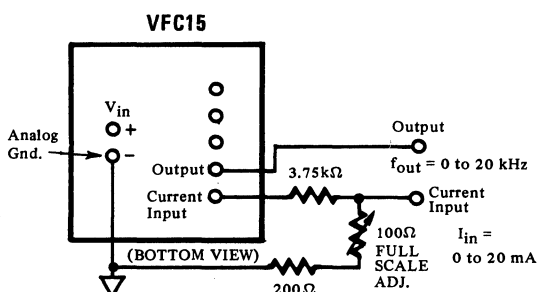 VFC15
Vin
+
Analog
Gnd.
-
Output
Current
Input
(BOTTOM VIEW)
3.75kΩ
200Ω
100Ω
FULL
SCALE
ADJ.
Output
fout = 0 to 20 kHz
Current
Input
Iin =
0 to 20 mA